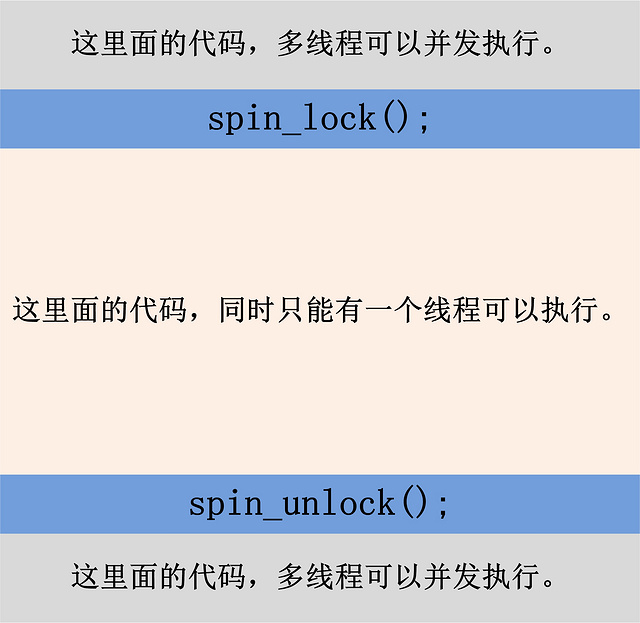 这里面的代码，多线程可以并发执行。
spin_lock();
这里面的代码，同时只能有一个线程可以执行。
spin_unlock();
这里面的代码，多线程可以并发执行。